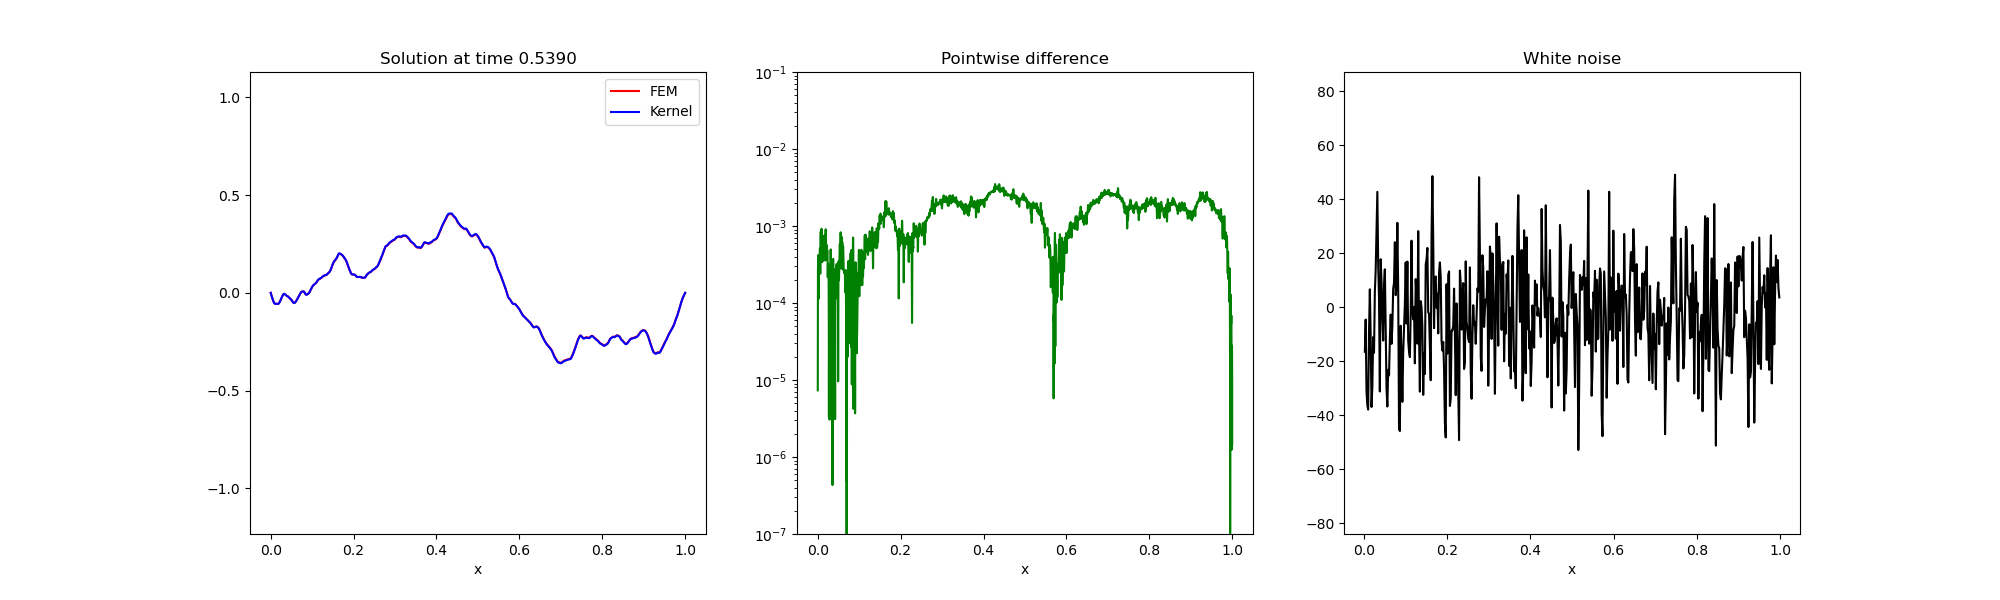 Solution at time 0.5390
1.0
0.5
0.0
−0.5
−1.0
0.0 0.2 0.4 0.6 0.8 1.0
x
FEM
Kernel
Pointwise difference
10⁻¹
10⁻²
10⁻³
10⁻⁴
10⁻⁵
10⁻⁶
10⁻⁷
0.0 0.2 0.4 0.6 0.8 1.0
x
White noise
80
60
40
20
0
−20
−40
−60
−80
0.0 0.2 0.4 0.6 0.8 1.0
x